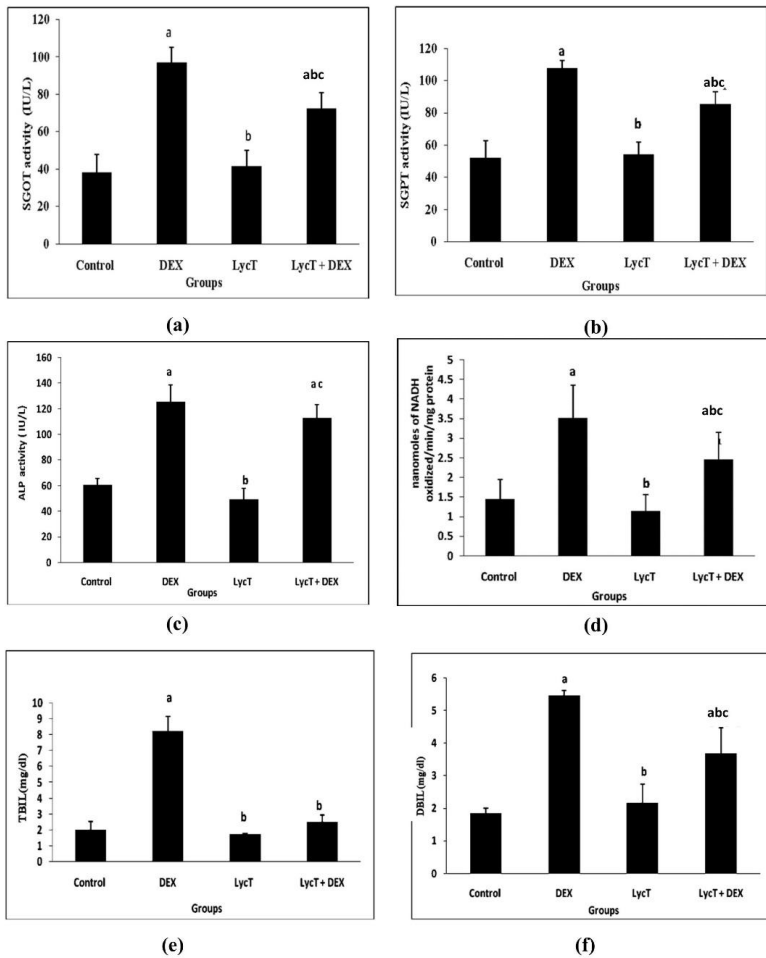 SGOT activity (IU/L)
120
100
80
60
40
20
0
a
b
abc
Control DEX LycT LycT + DEX
Groups
(a)
SGPT activity (IU/L)
120
100
80
60
40
20
0
a
b
abc
Control DEX LycT LycT + DEX
Groups
(b)
ALP activity ( IU/L)
160
140
120
100
80
60
40
20
0
a
b
a c
Control DEX LycT LycT + DEX
Groups
(c)
nanomoles of NADH
oxidized/min/mg protein
5
4.5
4
3.5
3
2.5
2
1.5
1
0.5
0
a
b
abc
Control DEX LycT LycT + DEX
Groups
(d)
TBIL(mg/dl)
10
9
8
7
6
5
4
3
2
1
0
a
b
b
Control DEX LycT LycT + DEX
Groups
(e)
DBIL(mg/dl)
6
5
4
3
2
1
0
a
b
abc
Control DEX LycT LycT + DEX
Groups
(f)